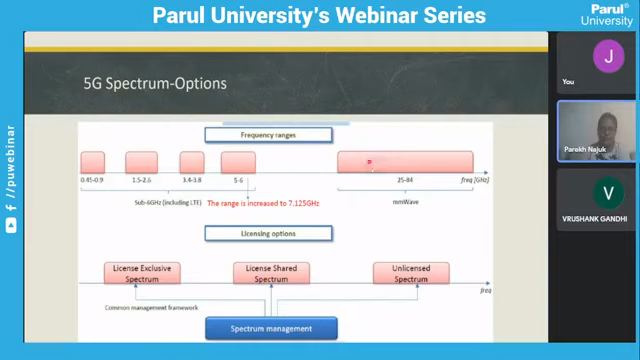 Parul University's Webinar Series
Parul®
University
/puwebinar
5G Spectrum-Options
Frequency ranges
0.45-0.9
1.5-2.6
3.4-3.8
5-6
25-84
freq [GHz]
Sub-6GHz (including LTE)
The range is increased to 7.125GHz
mmWave
Licensing options
License Exclusive
Spectrum
License Shared
Spectrum
Unlicensed
Spectrum
freq
Common management framework
Spectrum management
J
You
Parekh Najuk
V
VRUSHANK GANDHI